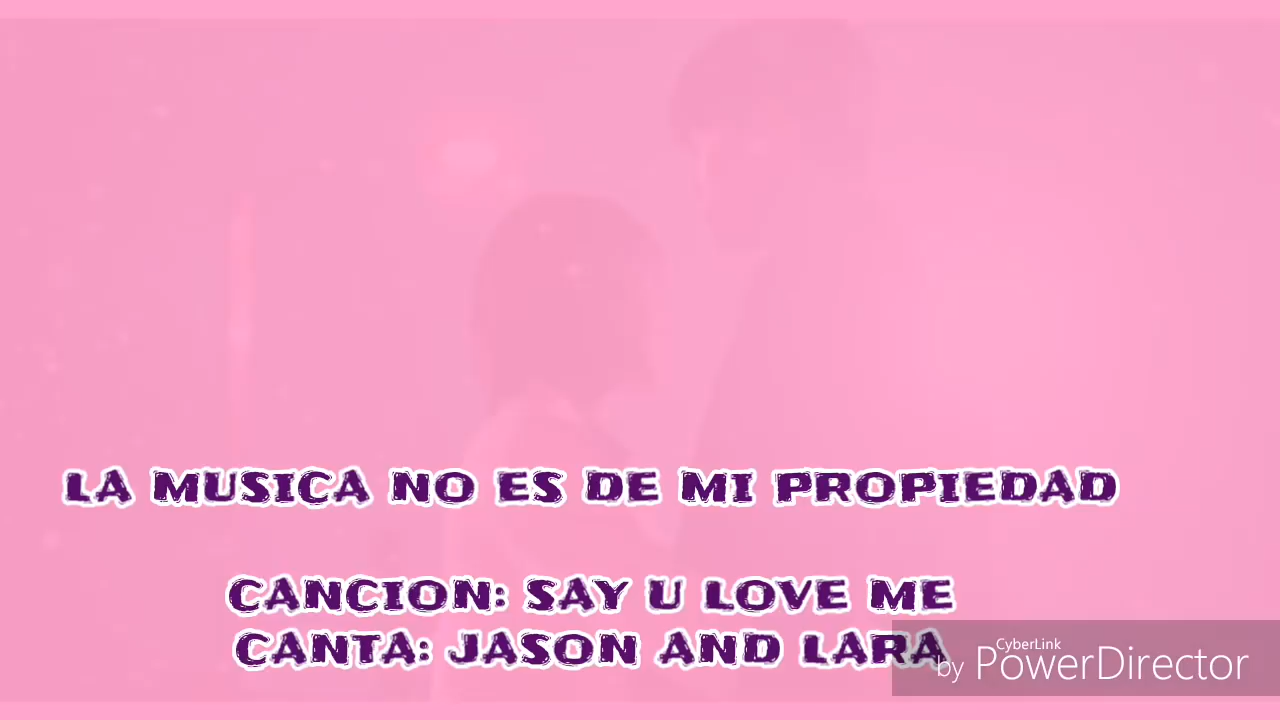 LA MUSICA NO ES DE MI PROPIEDAD
CANCION: SAY U LOVE ME
CANTA: JASON AND LARA
CyberLink
by PowerDirector